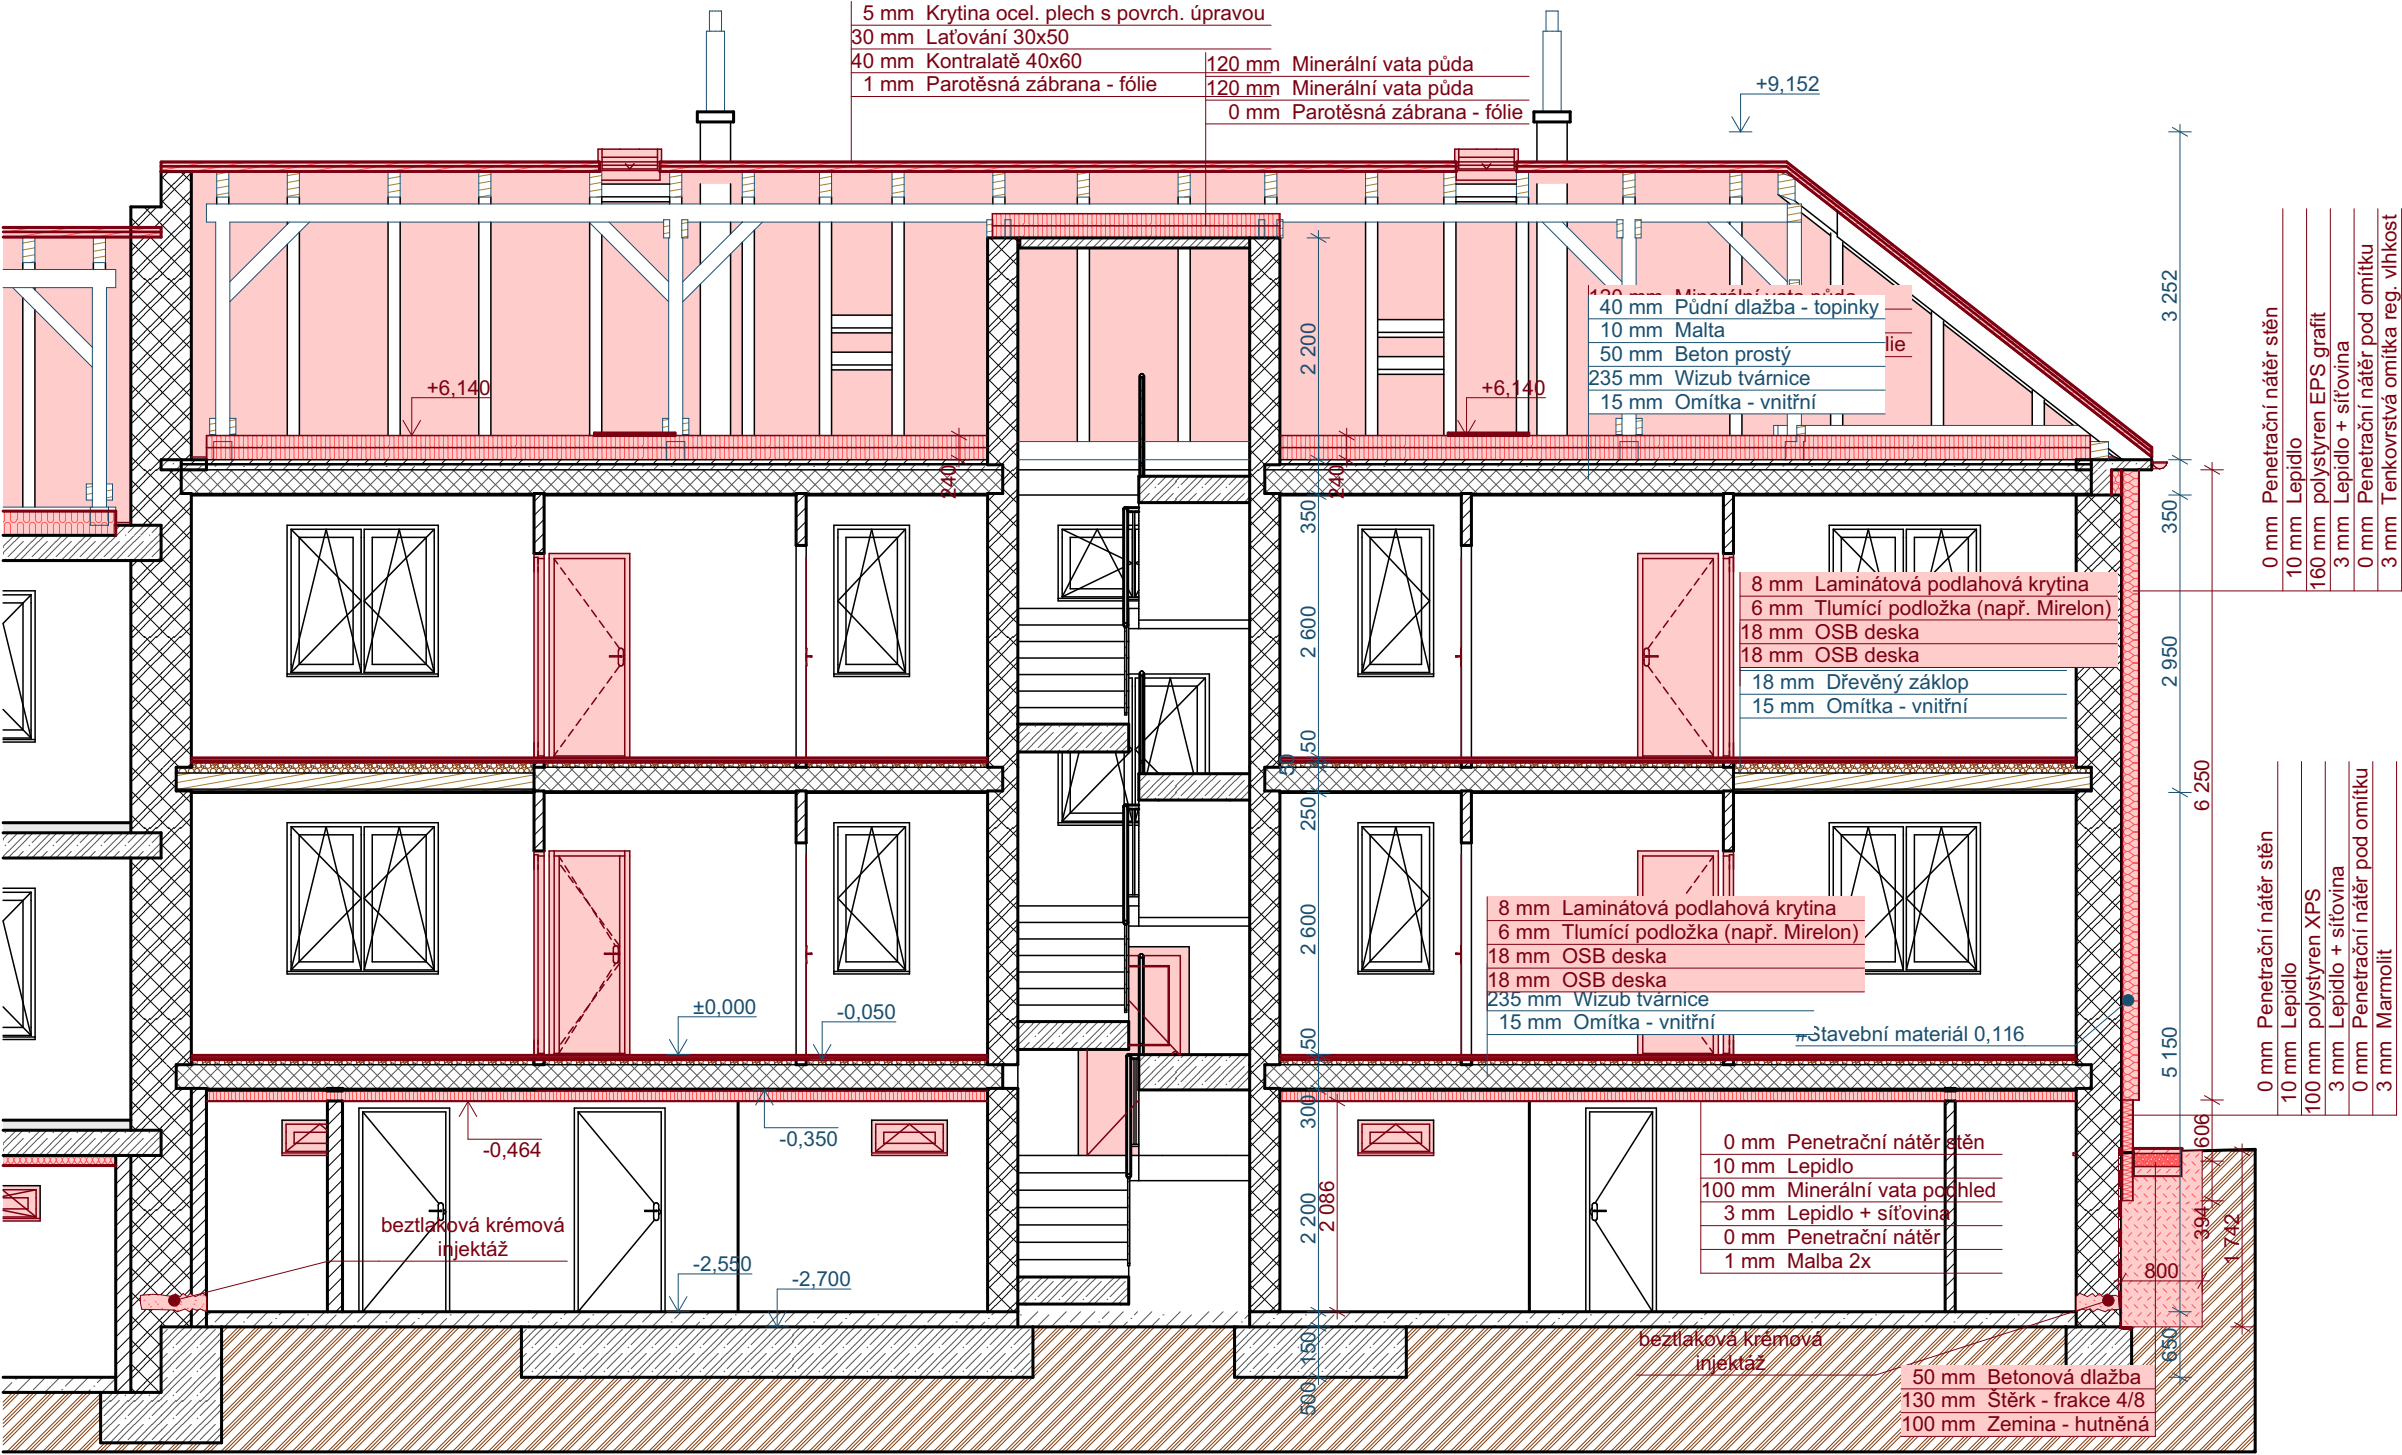 5 mm Krytina ocel. plech s povrch. úpravou
30 mm Laťování 30x50
40 mm Kontralatě 40x60
1 mm Parotěsná zábrana - fólie
120 mm Minerální vata půda
120 mm Minerální vata půda
0 mm Parotěsná zábrana - fólie
+9,152
3 252
2 200
120 mm Minerální vata půda
40 mm Půdní dlažba - topinky
10 mm Malta
lie
50 mm Beton prostý
235 mm Wizub tvárnice
15 mm Omítka - vnitřní
+6,140
+6,140
240
240
350
350
0 mm Penetrační nátěr stěn
10 mm Lepidlo
160 mm polystyren EPS grafit
3 mm Lepidlo + síťovina
0 mm Penetrační nátěr pod omítku
3 mm Tenkovrstvá omítka reg. vlhkost
8 mm Laminátová podlahová krytina
6 mm Tlumící podložka (např. Mirelon)
18 mm OSB deska
18 mm OSB deska
18 mm Dřevěný záklop
15 mm Omítka - vnitřní
2 600
2 950
50
50
250
6 250
0 mm Penetrační nátěr stěn
10 mm Lepidlo
100 mm polystyren XPS
3 mm Lepidlo + síťovina
0 mm Penetrační nátěr pod omítku
3 mm Marmolit
8 mm Laminátová podlahová krytina
6 mm Tlumící podložka (např. Mirelon)
18 mm OSB deska
18 mm OSB deska
235 mm Wizub tvárnice
15 mm Omítka - vnitřní
#Stavební materiál 0,116
2 600
±0,000
-0,050
50
5 150
300
-0,464
-0,350
606
0 mm Penetrační nátěr stěn
10 mm Lepidlo
100 mm Minerální vata podhled
3 mm Lepidlo + síťovina
0 mm Penetrační nátěr
1 mm Malba 2x
2 200
2 086
394
1 742
800
beztlaková krémová
injektáž
-2,550
-2,700
150
500
650
beztlaková krémová
injektáž
50 mm Betonová dlažba
130 mm Štěrk - frakce 4/8
100 mm Zemina - hutněná